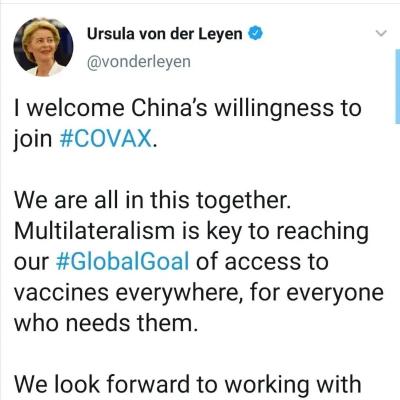 Ursula von der Leyen
@vonderleyen
I welcome China’s willingness to
join #COVAX.
We are all in this together.
Multilateralism is key to reaching
our #GlobalGoal of access to
vaccines everywhere, for everyone
who needs them.
We look forward to working with